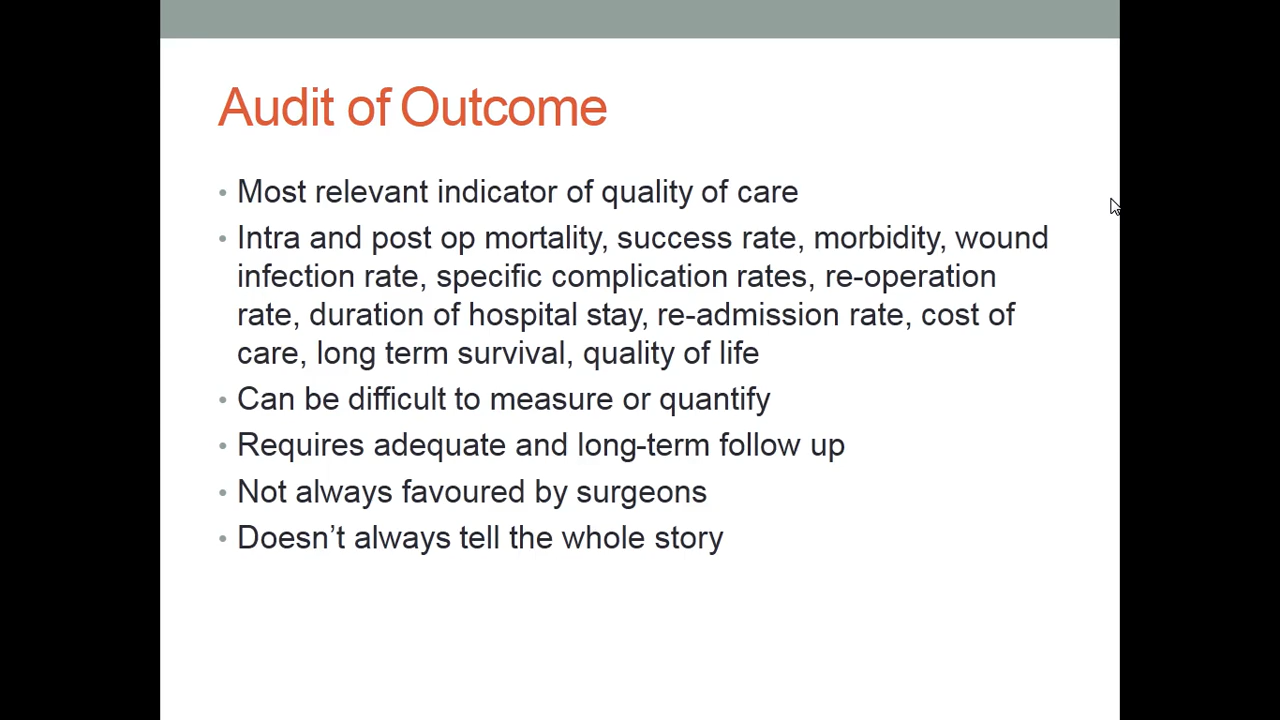 Audit of Outcome
• Most relevant indicator of quality of care
• Intra and post op mortality, success rate, morbidity, wound
infection rate, specific complication rates, re-operation
rate, duration of hospital stay, re-admission rate, cost of
care, long term survival, quality of life
• Can be difficult to measure or quantify
• Requires adequate and long-term follow up
• Not always favoured by surgeons
• Doesn’t always tell the whole story